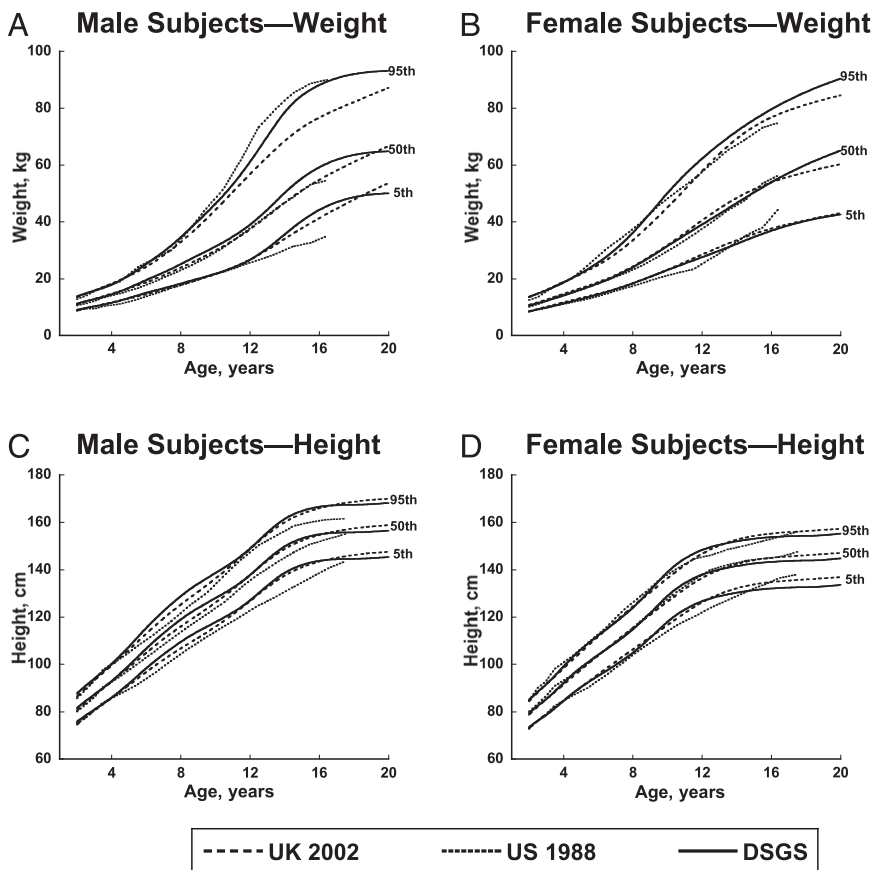 A Male Subjects—Weight
Weight, kg
100
80
60
40
20
0
95th
50th
5th
4 8 12 16 20
Age, years
B Female Subjects—Weight
Weight, kg
100
80
60
40
20
0
95th
50th
5th
4 8 12 16 20
Age, years
C Male Subjects—Height
Height, cm
180
160
140
120
100
80
60
95th
50th
5th
4 8 12 16 20
Age, years
D Female Subjects—Height
Height, cm
180
160
140
120
100
80
60
95th
50th
5th
4 8 12 16 20
Age, years
UK 2002 US 1988 DSGS